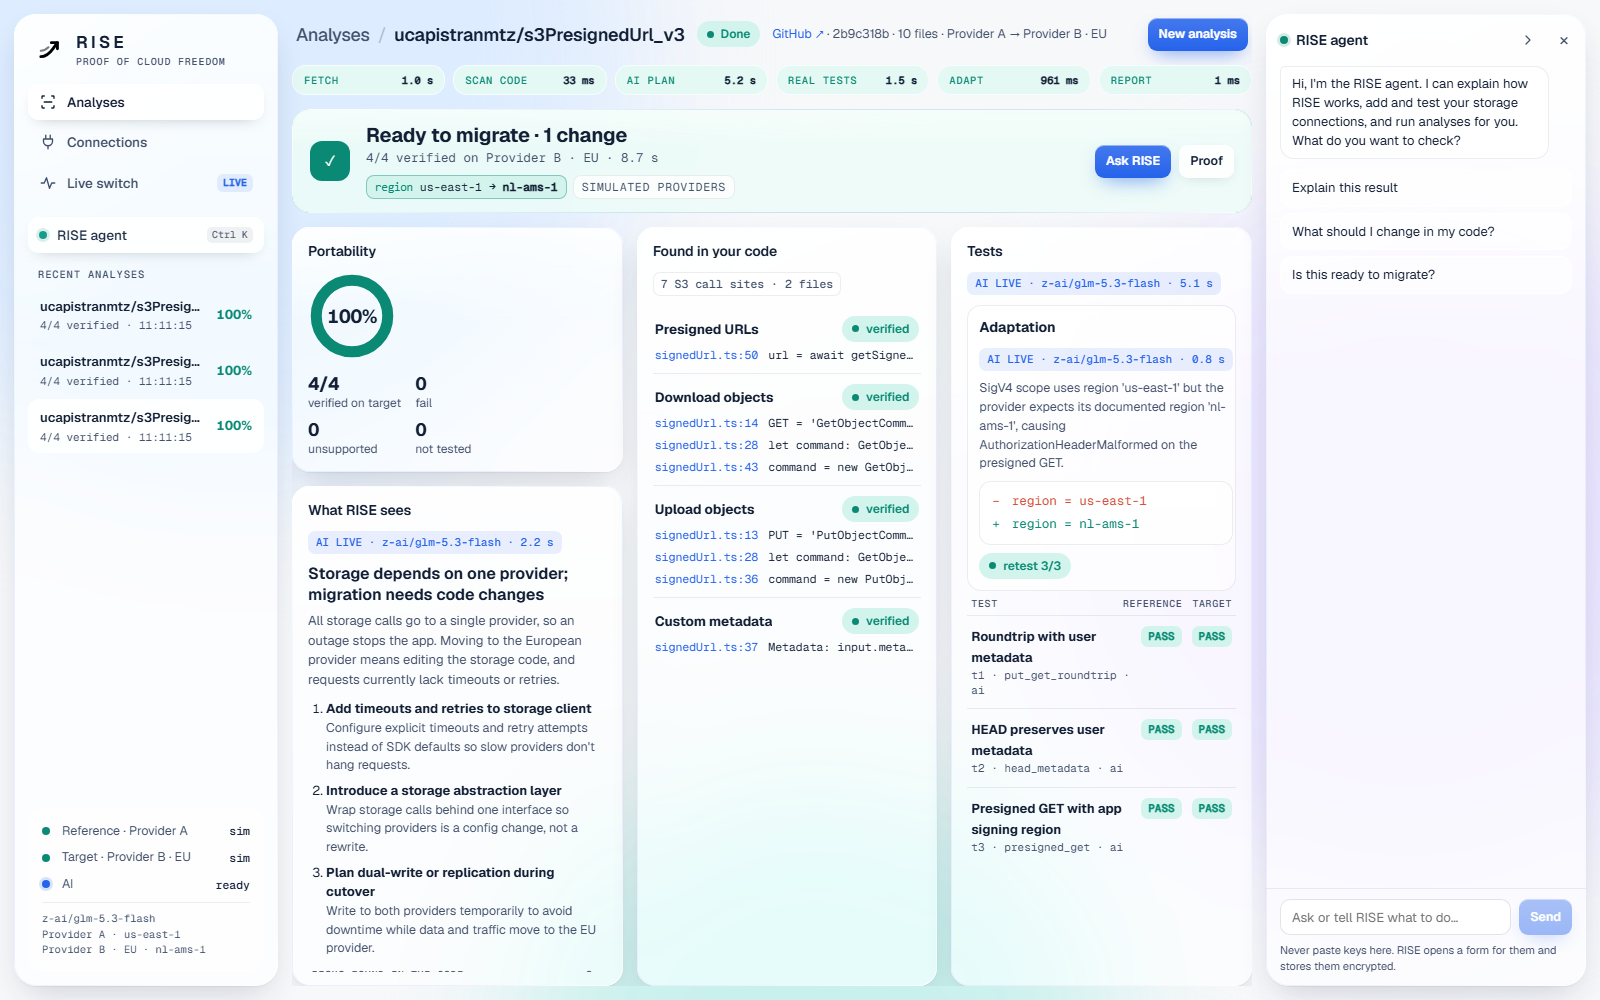 RISE
PROOF OF CLOUD FREEDOM
Analyses
Connections
Live switch
LIVE
RISE agent
Ctrl K
RECENT ANALYSES
ucapistranmtz/s3Presig…
4/4 verified · 11:11:15
100%
ucapistranmtz/s3Presig…
4/4 verified · 11:11:15
100%
ucapistranmtz/s3Presig…
4/4 verified · 11:11:15
100%
Reference · Provider A
sim
Target · Provider B · EU
sim
AI
ready
z-ai/glm-5.3-flash
Provider A · us-east-1
Provider B · EU · nl-ams-1
Analyses / ucapistranmtz/s3PresignedUrl_v3
Done
GitHub ↗ · 2b9c318b · 10 files · Provider A → Provider B · EU
New analysis
FETCH 1.0 s
SCAN CODE 33 ms
AI PLAN 5.2 s
REAL TESTS 1.5 s
ADAPT 961 ms
REPORT 1 ms
✓
Ready to migrate · 1 change
4/4 verified on Provider B · EU · 8.7 s
region us-east-1 → nl-ams-1
SIMULATED PROVIDERS
Ask RISE
Proof
Portability
100%
4/4
verified on target
0
fail
0
unsupported
0
not tested
What RISE sees
AI LIVE · z-ai/glm-5.3-flash · 2.2 s
Storage depends on one provider;
migration needs code changes
All storage calls go to a single provider, so an
outage stops the app. Moving to the European
provider means editing the storage code, and
requests currently lack timeouts or retries.
1. Add timeouts and retries to storage client
Configure explicit timeouts and retry attempts
instead of SDK defaults so slow providers don't
hang requests.
2. Introduce a storage abstraction layer
Wrap storage calls behind one interface so
switching providers is a config change, not a
rewrite.
3. Plan dual-write or replication during
cutover
Write to both providers temporarily to avoid
downtime while data and traffic move to the EU
provider.
Found in your code
7 S3 call sites · 2 files
Presigned URLs
verified
signedUrl.ts:50 url = await getSigne…
Download objects
verified
signedUrl.ts:14 GET = 'GetObjectComm…
signedUrl.ts:28 let command: GetObje…
signedUrl.ts:43 command = new GetObj…
Upload objects
verified
signedUrl.ts:13 PUT = 'PutObjectComm…
signedUrl.ts:28 let command: GetObje…
signedUrl.ts:36 command = new PutObj…
Custom metadata
verified
signedUrl.ts:37 Metadata: input.meta…
Tests
AI LIVE · z-ai/glm-5.3-flash · 5.1 s
Adaptation
AI LIVE · z-ai/glm-5.3-flash · 0.8 s
SigV4 scope uses region 'us-east-1' but the
provider expects its documented region 'nl-
ams-1', causing
AuthorizationHeaderMalformed on the
presigned GET.
− region = us-east-1
+ region = nl-ams-1
retest 3/3
TEST REFERENCE TARGET
Roundtrip with user
metadata
t1 · put_get_roundtrip ·
ai
PASS PASS
HEAD preserves user
metadata
t2 · head_metadata · ai
PASS PASS
Presigned GET with app
signing region
t3 · presigned_get · ai
PASS PASS
RISE agent
Hi, I'm the RISE agent. I can explain how
RISE works, add and test your storage
connections, and run analyses for you.
What do you want to check?
Explain this result
What should I change in my code?
Is this ready to migrate?
Ask or tell RISE what to do…
Send
Never paste keys here. RISE opens a form for them and
stores them encrypted.